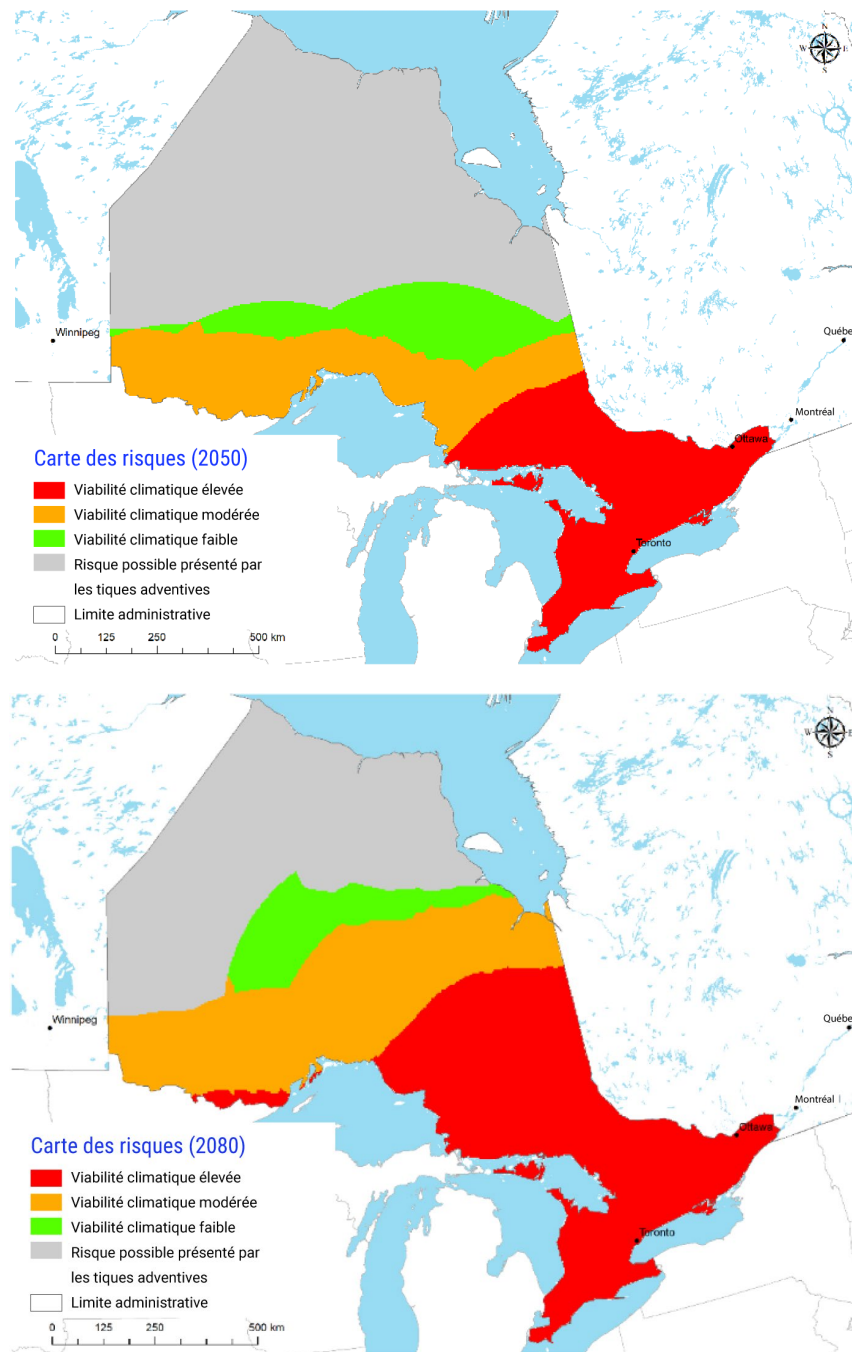 N
W E
S
Winnipeg
Québe
Montréal
Ottawa
Toronto
Carte des risques (2050)
Viabilité climatique élevée
Viabilité climatique modérée
Viabilité climatique faible
Risque possible présenté par
les tiques adventives
Limite administrative
0 125 250 500 km
N
W E
S
Winnipeg
Québe
Montréal
Ottawa
Toronto
Carte des risques (2080)
Viabilité climatique élevée
Viabilité climatique modérée
Viabilité climatique faible
Risque possible présenté par
les tiques adventives
Limite administrative
0 125 250 500 km